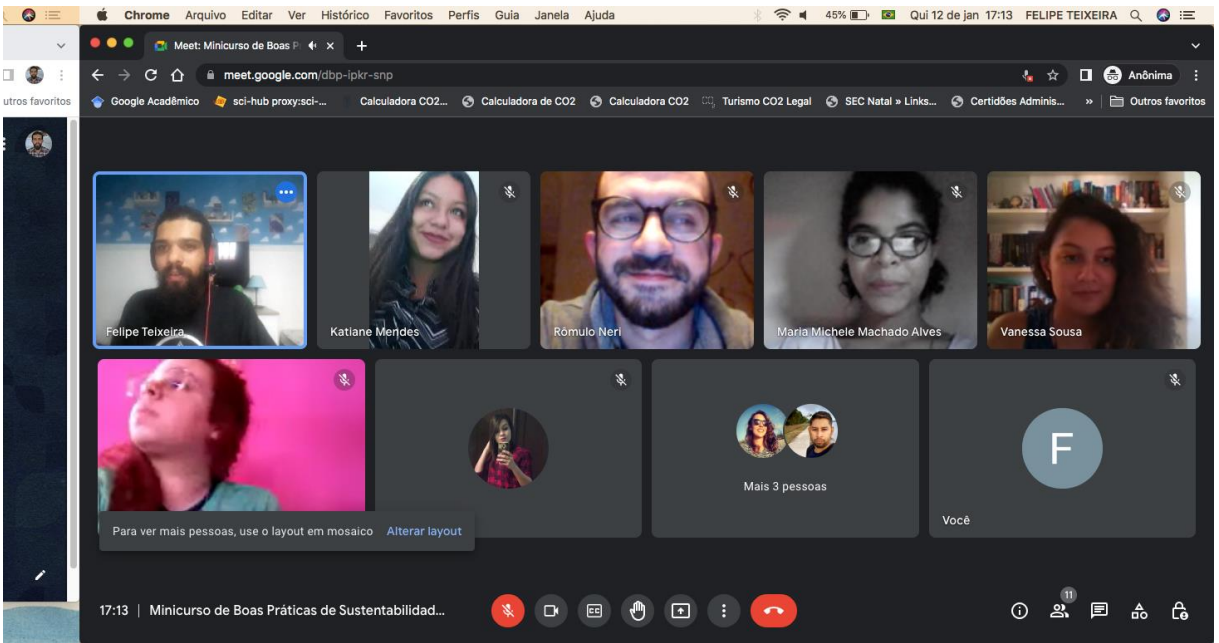 Chrome Arquivo Editar Ver Histórico Favoritos Perfis Guia Janela Ajuda 45% Qui 12 de jan 17:13 FELIPE TEIXEIRA
Meet: Minicurso de Boas P
meet.google.com/dbp-ipkr-snp Anônima
utros favoritos Google Acadêmico sci-hub proxy:sci-... Calculadora CO2... Calculadora de CO2 Calculadora CO2 Turismo CO2 Legal SEC Natal » Links... Certidões Adminis... » Outros favoritos
Felipe Teixeira Katiane Mendes Rômulo Neri Maria Michele Machado Alves Vanessa Sousa
F
Mais 3 pessoas
Você
Para ver mais pessoas, use o layout em mosaico Alterar layout
11
17:13 | Minicurso de Boas Práticas de Sustentabilidad...